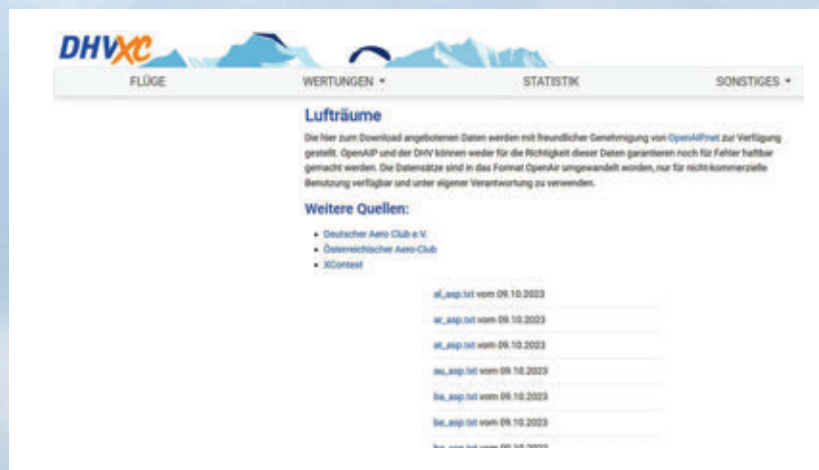 DHVXC
FLÜGE WERTUNGEN STATISTIK SONSTIGES
Lufträume
Die hier zum Download angebotenen Daten werden mit freundlicher Genehmigung von OpenAIPnet zur Verfügung
gestellt. OpenAIP und der DHV können weder für die Richtigkeit dieser Daten garantieren noch für Fehler haftbar
gemacht werden. Die Datensätze sind in das Format OpenAir umgewandelt worden, nur für nicht-kommerzielle
Benutzung verfügbar und unter eigener Verantwortung zu verwenden.
Weitere Quellen:
• Deutscher Aero Club e.V.
• Österreichischer Aero-Club
• XContest
al_asp.txt vom 09.10.2023
ar_asp.txt vom 09.10.2023
at_asp.txt vom 09.10.2023
au_asp.txt vom 09.10.2023
ba_asp.txt vom 09.10.2023
be_asp.txt vom 09.10.2023
vom 09.10.2023